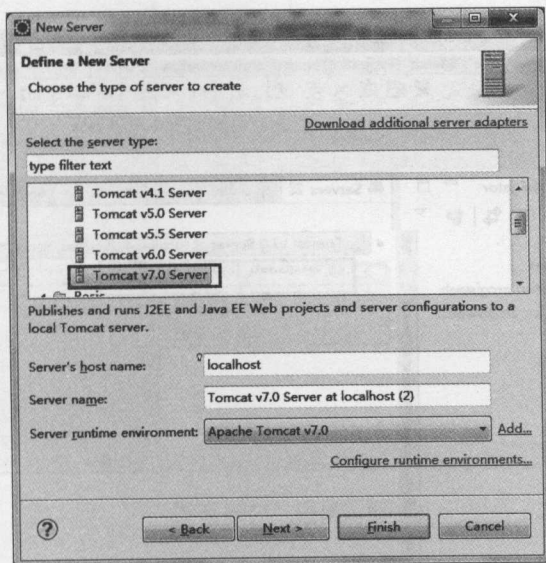 New Server
Define a New Server
Choose the type of server to create
Download additional server adapters
Select the server type:
type filter text
Tomcat v4.1 Server
Tomcat v5.0 Server
Tomcat v5.5 Server
Tomcat v6.0 Server
Tomcat v7.0 Server
Publishes and runs J2EE and Java EE Web projects and server configurations to a
local Tomcat server.
Server's host name: localhost
Server name: Tomcat v7.0 Server at localhost (2)
Server runtime environment: Apache Tomcat v7.0 Add...
Configure runtime environments...
? < Back Next > Finish Cancel